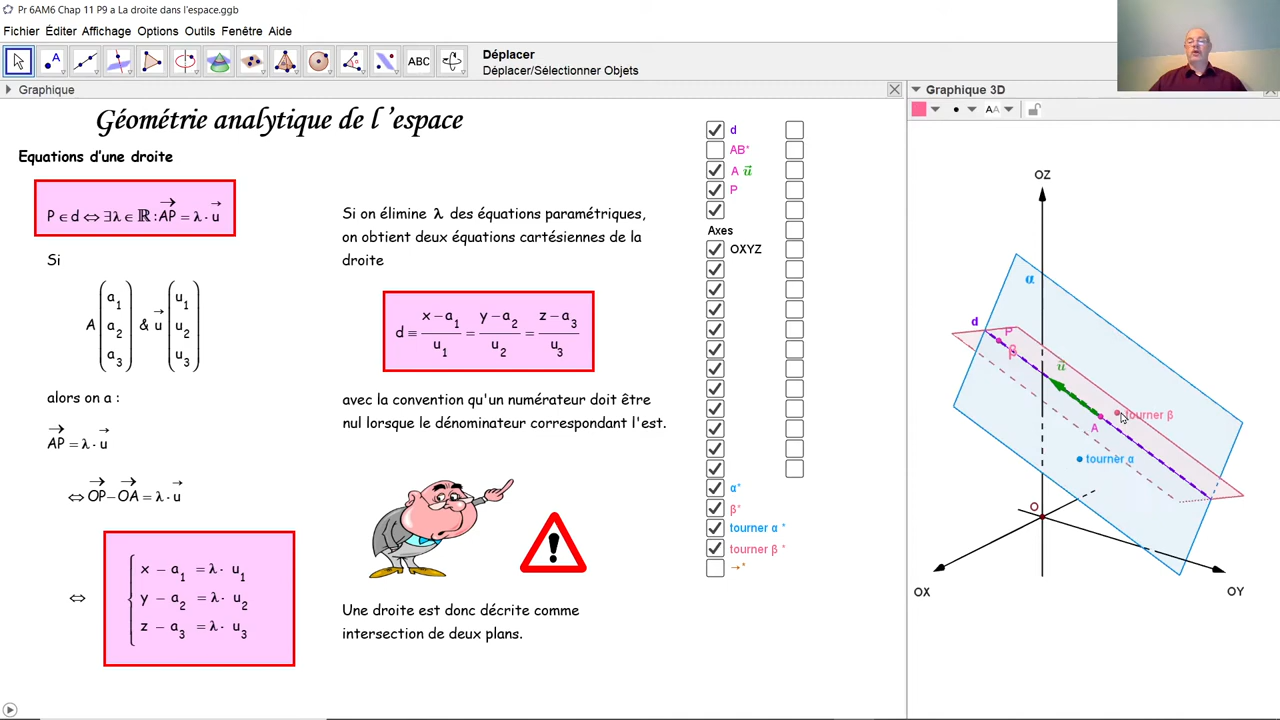 Pr 6AM6 Chap 11 P9 a La droite dans l'espace.ggb
Fichier Éditer Affichage Options Outils Fenêtre Aide
A ABC
Déplacer
Déplacer/Sélectionner Objets
Graphique
Graphique 3D
AA
Géométrie analytique de l 'espace
Equations d'une droite
P ∈ d ⇔ ∃λ ∈ ℝ : AP = λ · u
Si
A (a1 a2 a3) & u (u1 u2 u3)
alors on a :
AP = λ · u
⇔ OP – OA = λ · u
⇔
x – a1 = λ · u1
y – a2 = λ · u2
z – a3 = λ · u3
Si on élimine λ des équations paramétriques,
on obtient deux équations cartésiennes de la
droite
d ≡ x – a1 / u1 = y – a2 / u2 = z – a3 / u3
avec la convention qu'un numérateur doit être
nul lorsque le dénominateur correspondant l'est.
!
Une droite est donc décrite comme
intersection de deux plans.
d
AB*
A u
P
Axes
OXYZ
α*
β*
tourner α *
tourner β *
→*
OZ
α
d
P
β
u
tourner β
A
tourner α
O
OX
OY